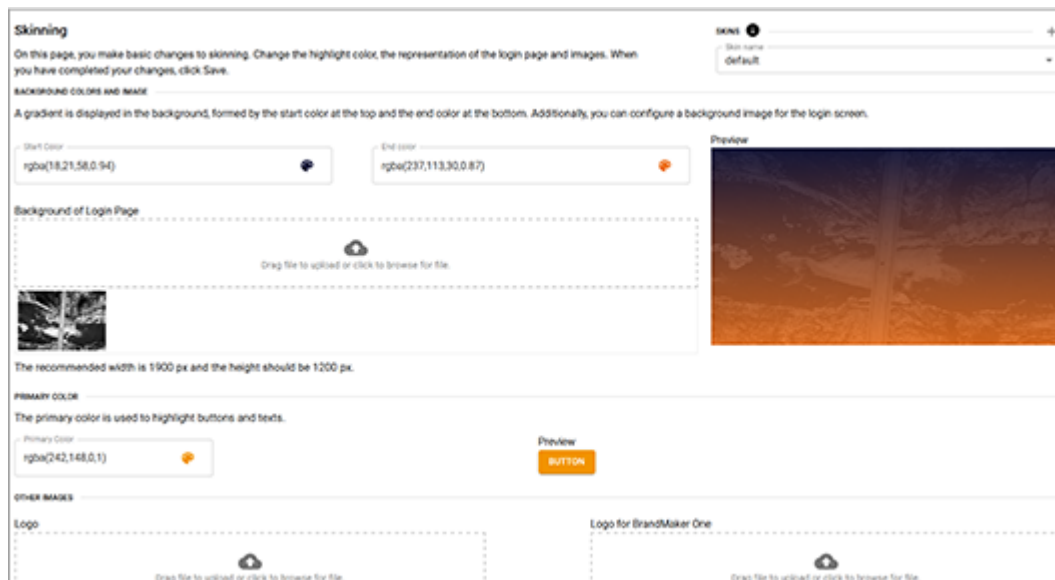 Skinning
SKINS
On this page, you make basic changes to skinning. Change the highlight color, the representation of the login page and images. When
you have completed your changes, click Save.
Skin name
default
BACKGROUND COLORS AND IMAGE
A gradient is displayed in the background, formed by the start color at the top and the end color at the bottom. Additionally, you can configure a background image for the login screen.
Start Color
rgba(18,21,58,0.94)
End color
rgba(237,113,30,0.87)
Preview
Background of Login Page
Drag file to upload or click to browse for file.
The recommended width is 1900 px and the height should be 1200 px.
PRIMARY COLOR
The primary color is used to highlight buttons and texts.
Primary Color
rgba(242,148,0,1)
Preview
BUTTON
OTHER IMAGES
Logo
Logo for BrandMaker One
Drag file to upload or click to browse for file.
Drag file to upload or click to browse for file.